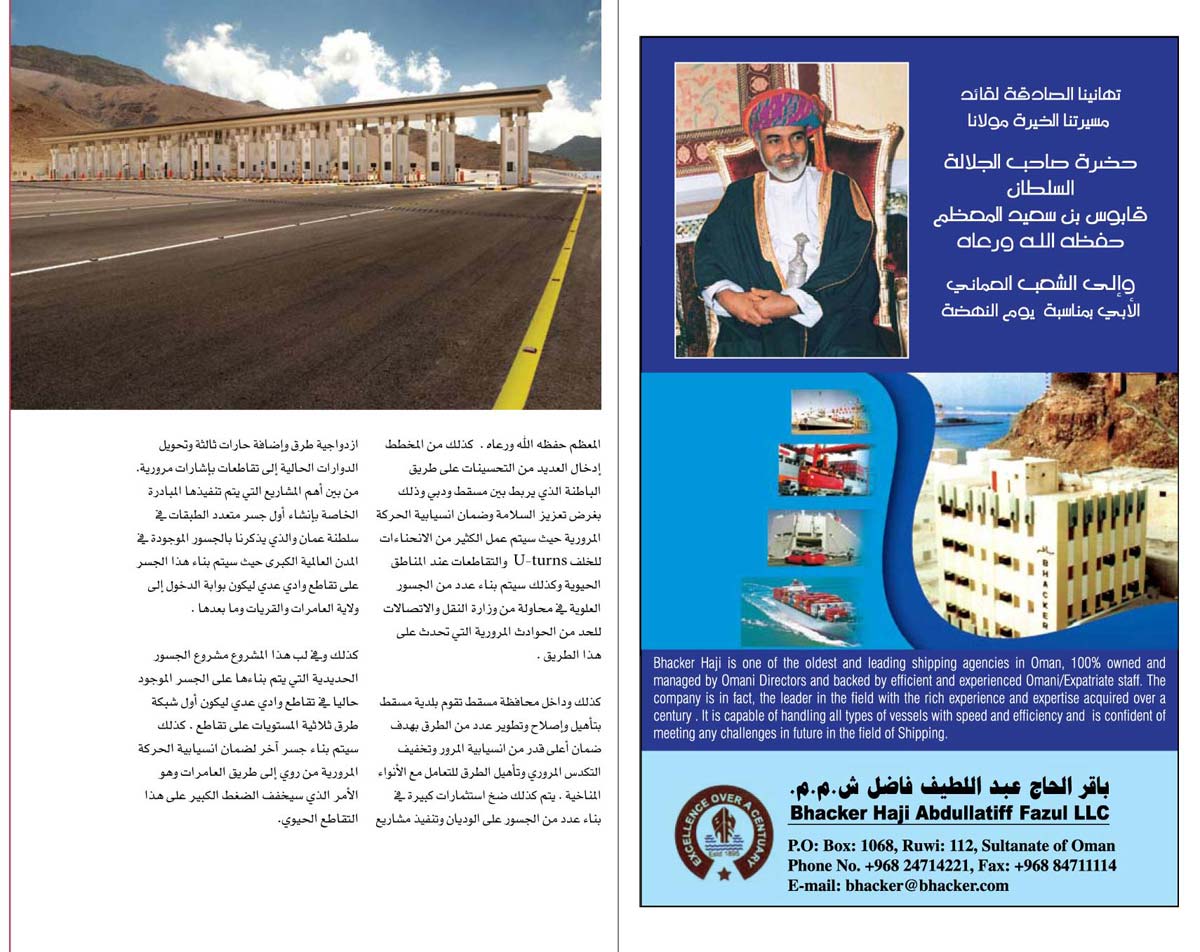 المعظم حفظه الله ورعاه . كذلك من المخطط
إدخال العديد من التحسينات على طريق
الباطنة الذي يربط بين مسقط ودبي وذلك
بغرض تعزيز السلامة وضمان انسيابية الحركة
المرورية حيث سيتم عمل الكثير من الانحناءات
للخلف U-turns والتقاطعات عند المناطق
الحيوية وكذلك سيتم بناء عدد من الجسور
العلوية في محاولة من وزارة النقل والاتصالات
للحد من الحوادث المرورية التي تحدث على
هذا الطريق .
كذلك وداخل محافظة مسقط تقوم بلدية مسقط
بتأهيل وإصلاح وتطوير عدد من الطرق بهدف
ضمان أعلى قدر من انسيابية المرور وتخفيف
التكدس المروري وتأهيل الطرق للتعامل مع الأنواء
المناخية . يتم كذلك ضخ استثمارات كبيرة في
بناء عدد من الجسور على الوديان وتنفيذ مشاريع
ازدواجية طرق وإضافة حارات ثالثة وتحويل
الدوارات الحالية إلى تقاطعات بإشارات مرورية.
من بين أهم المشاريع التي يتم تنفيذها المبادرة
الخاصة بإنشاء أول جسر متعدد الطبقات في
سلطنة عمان والذي يذكرنا بالجسور الموجودة في
المدن العالمية الكبرى حيث سيتم بناء هذا الجسر
على تقاطع وادي عدي ليكون بوابة الدخول إلى
ولاية العامرات والقريات وما بعدها .
كذلك وفي لب هذا المشروع مشروع الجسور
الحديدية التي يتم بناءها على الجسر الموجود
حاليا في تقاطع وادي عدي ليكون أول شبكة
طرق ثلاثية المستويات على تقاطع . كذلك
سيتم بناء جسر آخر لضمان انسيابية الحركة
المرورية من روي إلى طريق العامرات وهو
الأمر الذي سيخفف الضغط الكبير على هذا
التقاطع الحيوي.
تهانينا الصادقة لقائد
مسيرتنا الخيرة مولانا
حضرة صاحب الجلالة
السلطان
قابوس بن سعيد المعظم
حفظه الله ورعاه
وإلى الشعب العماني
الأبي بمناسبة يوم النهضة
باقر
BHACKER
Bhacker Haji is one of the oldest and leading shipping agencies in Oman, 100% owned and
managed by Omani Directors and backed by efficient and experienced Omani/Expatriate staff. The
company is in fact, the leader in the field with the rich experience and expertise acquired over a
century . It is capable of handling all types of vessels with speed and efficiency and is confident of
meeting any challenges in future in the field of Shipping.
EXCELLENCE OVER A CENTUARY
Estd 1895
باقر الحاج عبد اللطيف فاضل ش.م.م.
Bhacker Haji Abdullatiff Fazul LLC
P.O: Box: 1068, Ruwi: 112, Sultanate of Oman
Phone No. +968 24714221, Fax: +968 84711114
E-mail: bhacker@bhacker.com